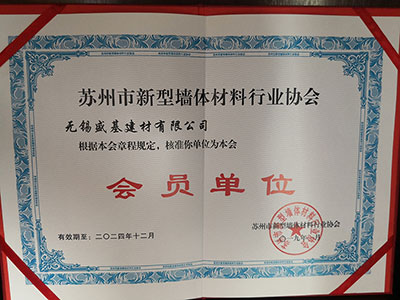 苏州市新型墙体材料行业协会
无锡盛基建材有限公司
根据本会章程规定，核准你单位为本会
会员单位
有效期至：二〇二四年十二月
苏州市新型墙体材料行业协会